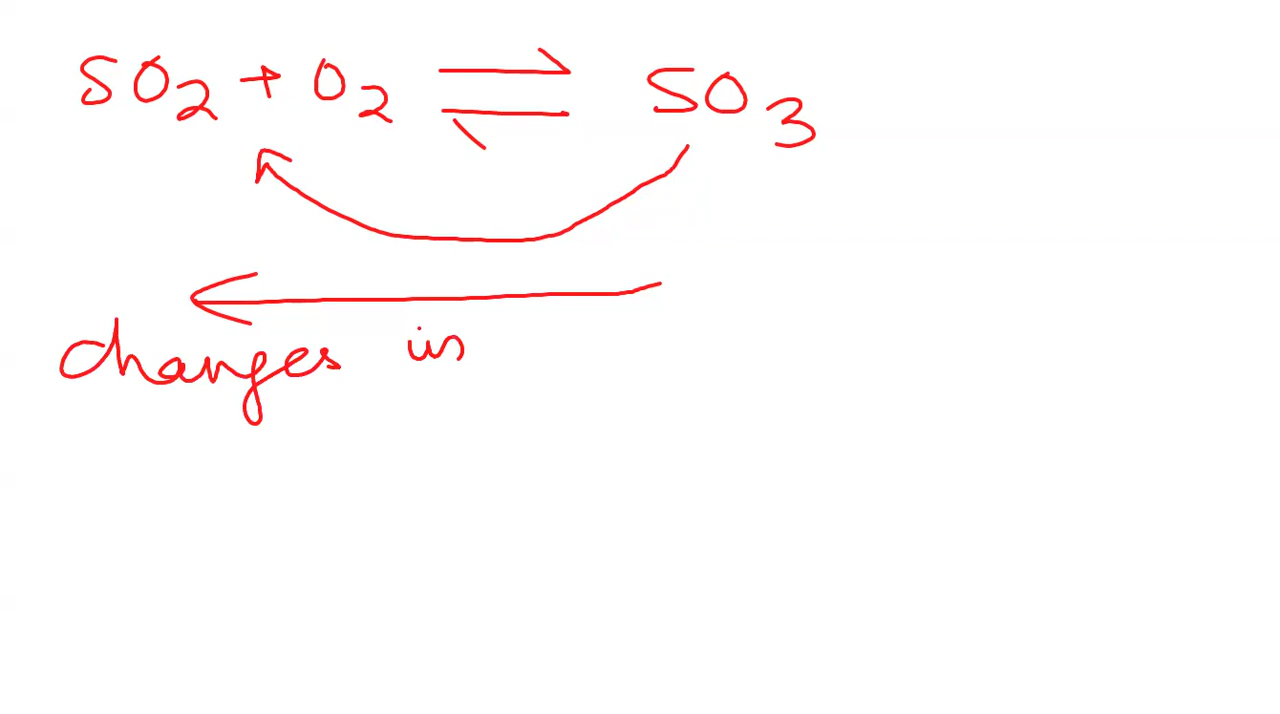 SO₂ + O₂ ⇌ SO₃
changes in